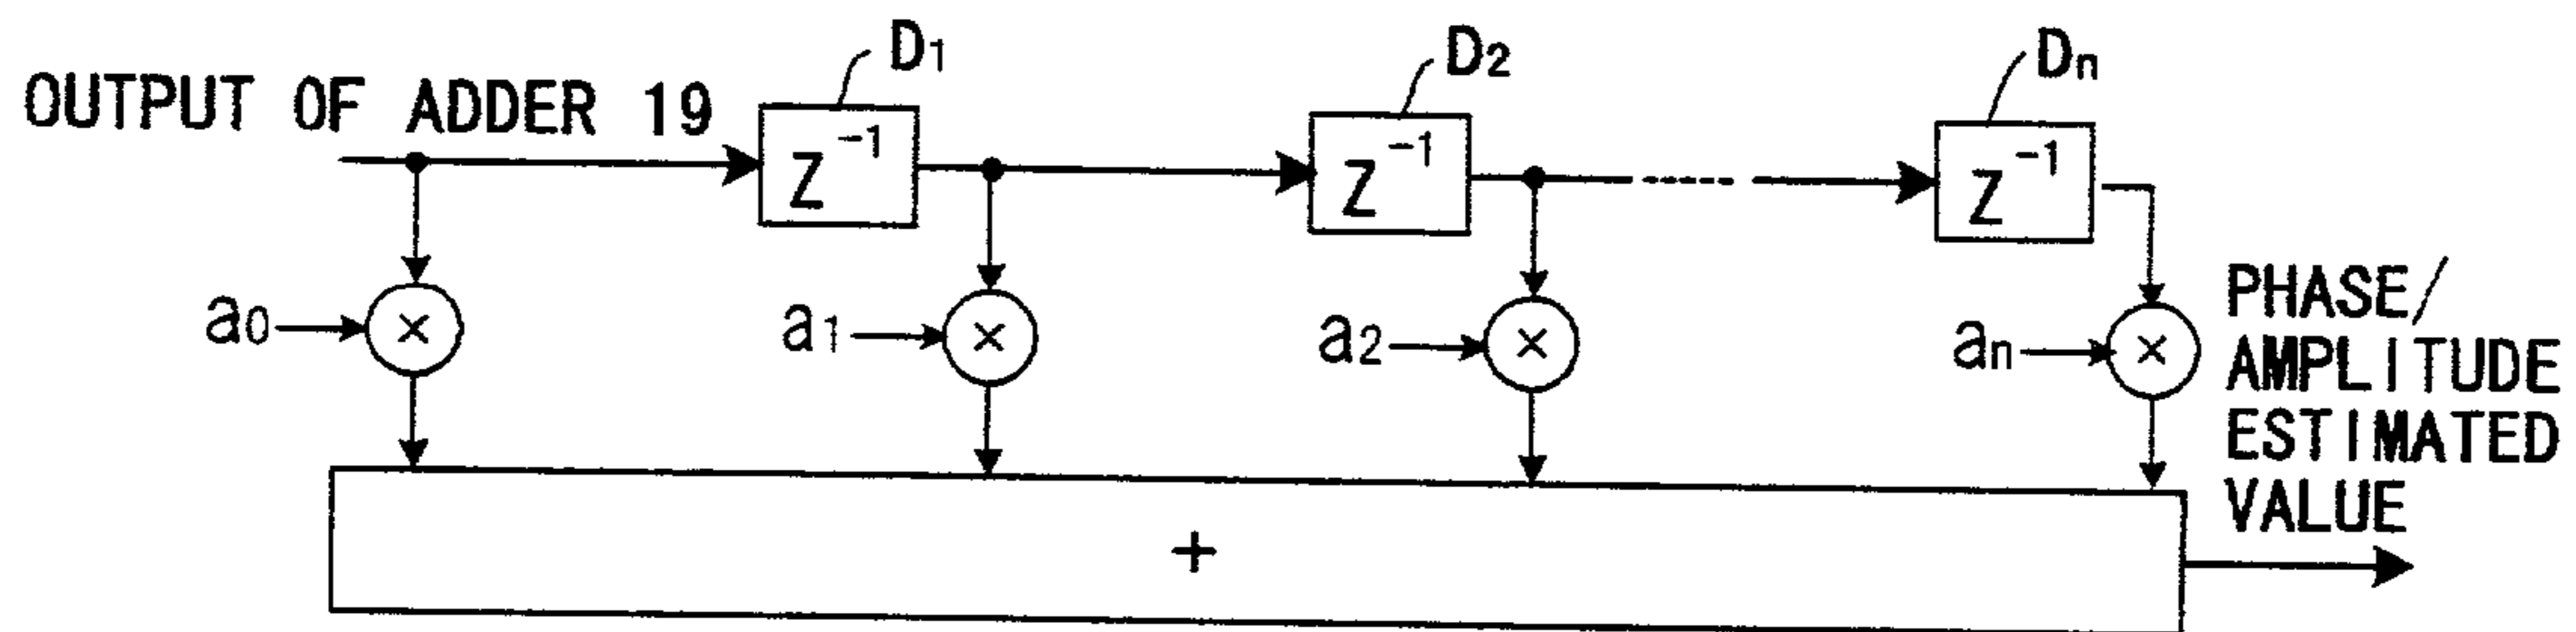 OUTPUT OF ADDER 19
D1
D2
Dn
Z-1
Z-1
Z-1
a0
×
a1
×
a2
×
an
×
PHASE/
AMPLITUDE
ESTIMATED
VALUE
+